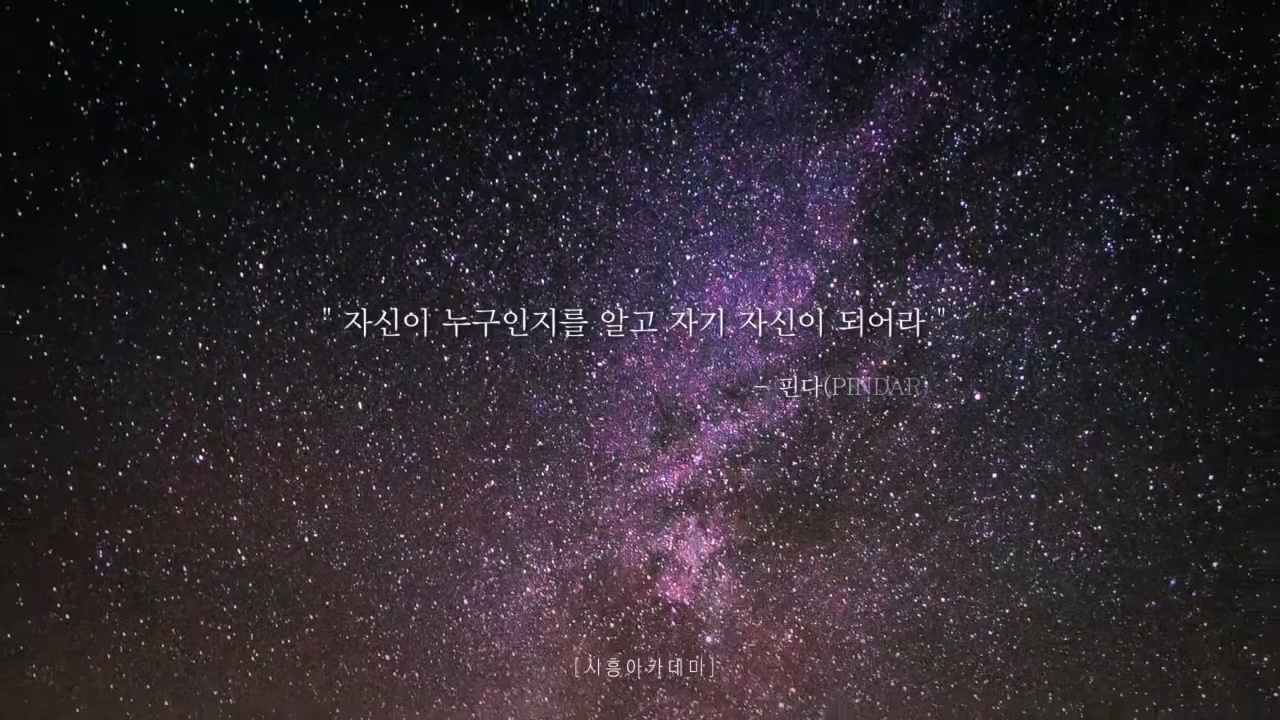 " 자신이 누구인지를 알고 자기 자신이 되어라 "
- 핀다(PINDAR)
[시흥아카데미]